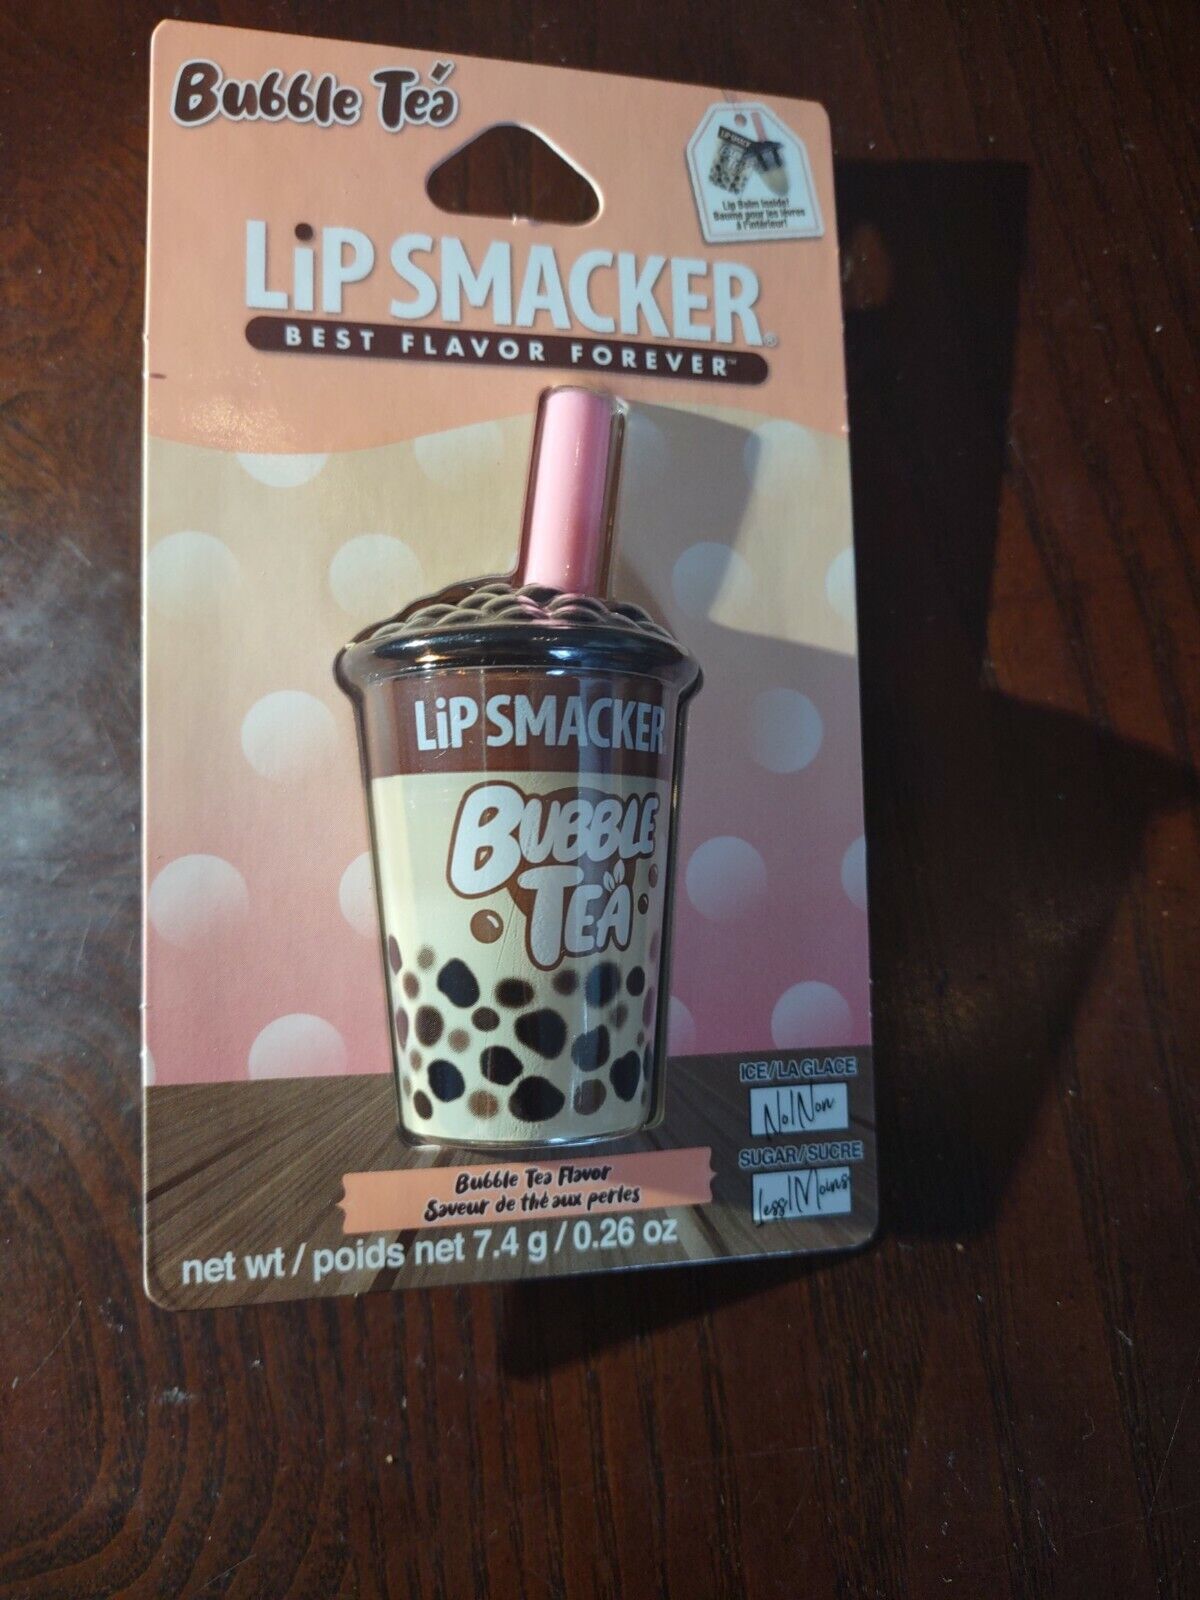 Bubble Tea
Lip Balm Inside!
Baume pour les lèvres
à l'intérieur!
LiP SMACKER®
BEST FLAVOR FOREVER™
LiP SMACKER
BUBBLE
TEA
ICE/LA GLACE
No/Non
SUGAR/SUCRE
Less/Moins
Bubble Tea Flavor
Saveur de thé aux perles
net wt / poids net 7.4 g / 0.26 oz